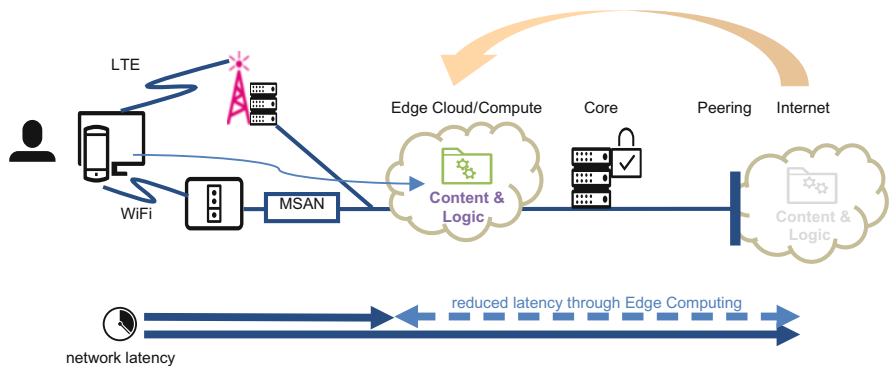 LTE
Edge Cloud/Compute
Core
Peering
Internet
Content &
Logic
Content &
Logic
WiFi
MSAN
reduced latency through Edge Computing
network latency